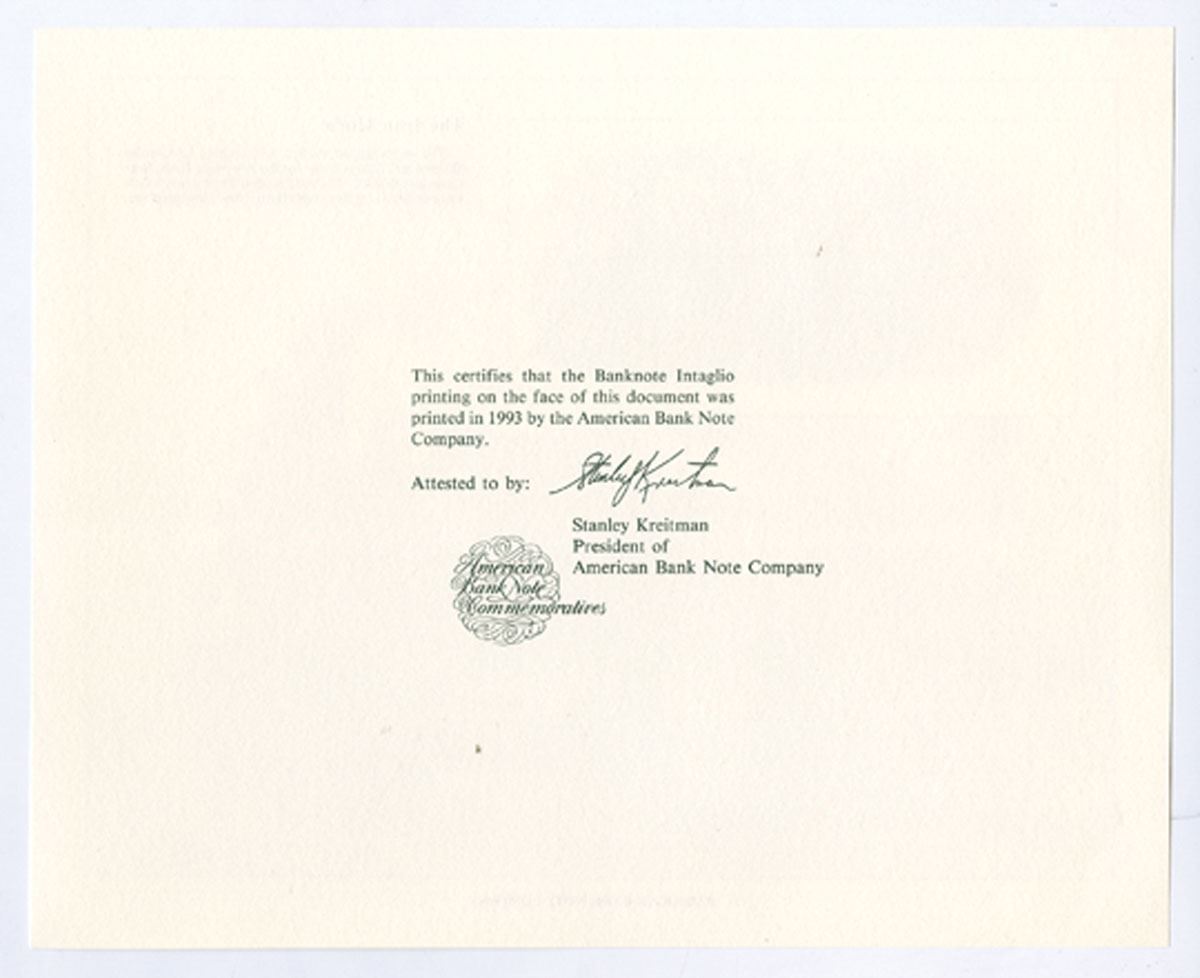 This certifies that the Banknote Intaglio
printing on the face of this document was
printed in 1993 by the American Bank Note
Company.
Attested to by: Stanley Kreitman
Stanley Kreitman
President of
American Bank Note Company
American
Bank Note
Commemoratives